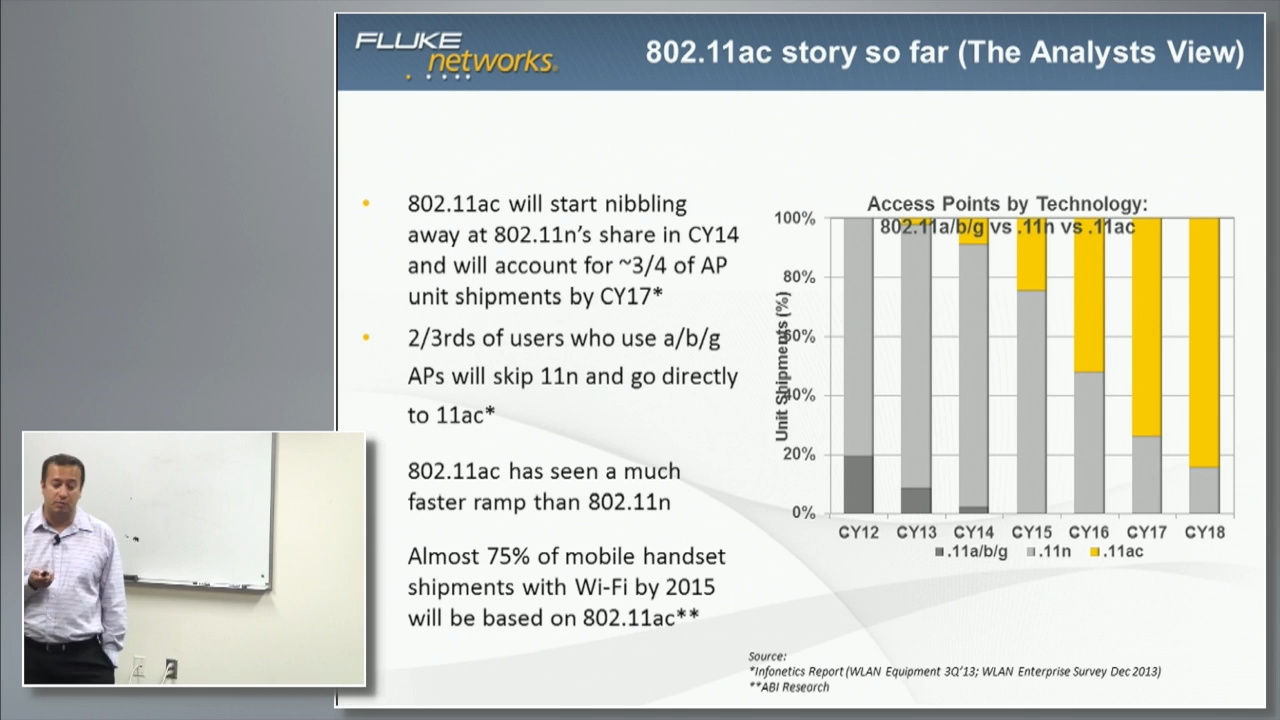 FLUKE
networks.
802.11ac story so far (The Analysts View)
• 802.11ac will start nibbling
away at 802.11n’s share in CY14
and will account for ~3/4 of AP
unit shipments by CY17*
• 2/3rds of users who use a/b/g
APs will skip 11n and go directly
to 11ac*
802.11ac has seen a much
faster ramp than 802.11n
Almost 75% of mobile handset
shipments with Wi-Fi by 2015
will be based on 802.11ac**
Access Points by Technology:
802.11a/b/g vs .11n vs .11ac
Unit Shipments (%)
100%
80%
60%
40%
20%
0%
CY12 CY13 CY14 CY15 CY16 CY17 CY18
.11a/b/g .11n .11ac
Source:
*Infonetics Report (WLAN Equipment 3Q’13; WLAN Enterprise Survey Dec 2013)
**ABI Research